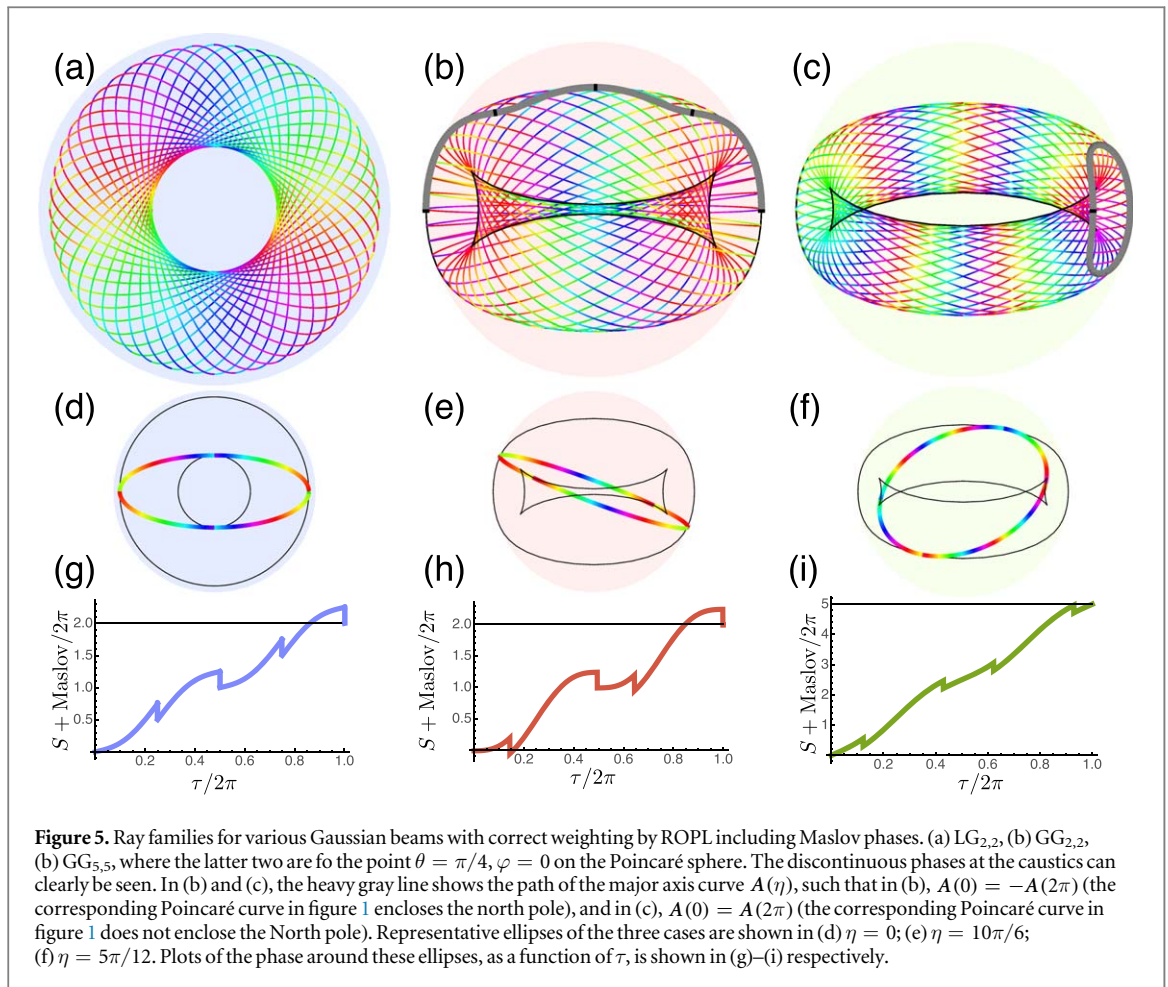 (a)
(b)
(c)
(d)
(e)
(f)
(g)
(h)
(i)
S + Maslov/2π
2.0
1.5
1.0
0.5
0.2
0.4
0.6
0.8
1.0
τ/2π
S + Maslov/2π
2.0
1.5
1.0
0.5
0.2
0.4
0.6
0.8
1.0
τ/2π
S + Maslov/2π
5
4
3
2
1
0.2
0.4
0.6
0.8
1.0
τ/2π
Figure 5. Ray families for various Gaussian beams with correct weighting by ROPL including Maslov phases. (a) LG2,2, (b) GG2,2,
(b) GG5,5, where the latter two are fo the point θ = π/4, φ = 0 on the Poincaré sphere. The discontinuous phases at the caustics can
clearly be seen. In (b) and (c), the heavy gray line shows the path of the major axis curve A(η), such that in (b), A(0) = −A(2π) (the
corresponding Poincaré curve in figure 1 encloses the north pole), and in (c), A(0) = A(2π) (the corresponding Poincaré curve in
figure 1 does not enclose the North pole). Representative ellipses of the three cases are shown in (d) η = 0; (e) η = 10π/6;
(f) η = 5π/12. Plots of the phase around these ellipses, as a function of τ, is shown in (g)–(i) respectively.